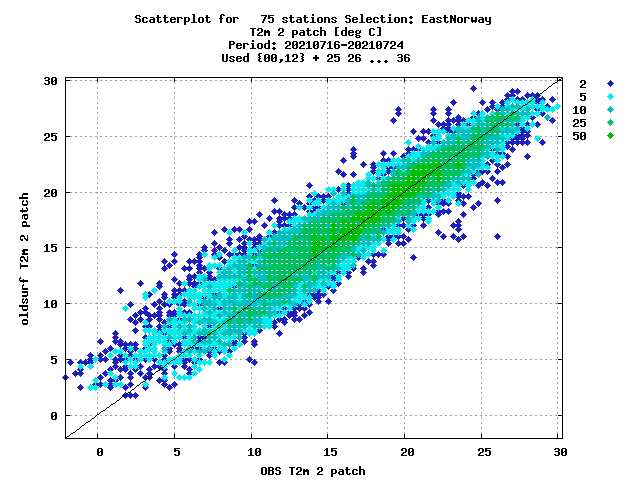 Scatterplot for 75 stations Selection: EastNorway
T2m 2 patch [deg C]
Period: 20210716-20210724
Used {00,12} + 25 26 ... 36
30
25
20
15
10
5
0
oldsurf T2m 2 patch
0 5 10 15 20 25 30
OBS T2m 2 patch
2
5
10
25
50